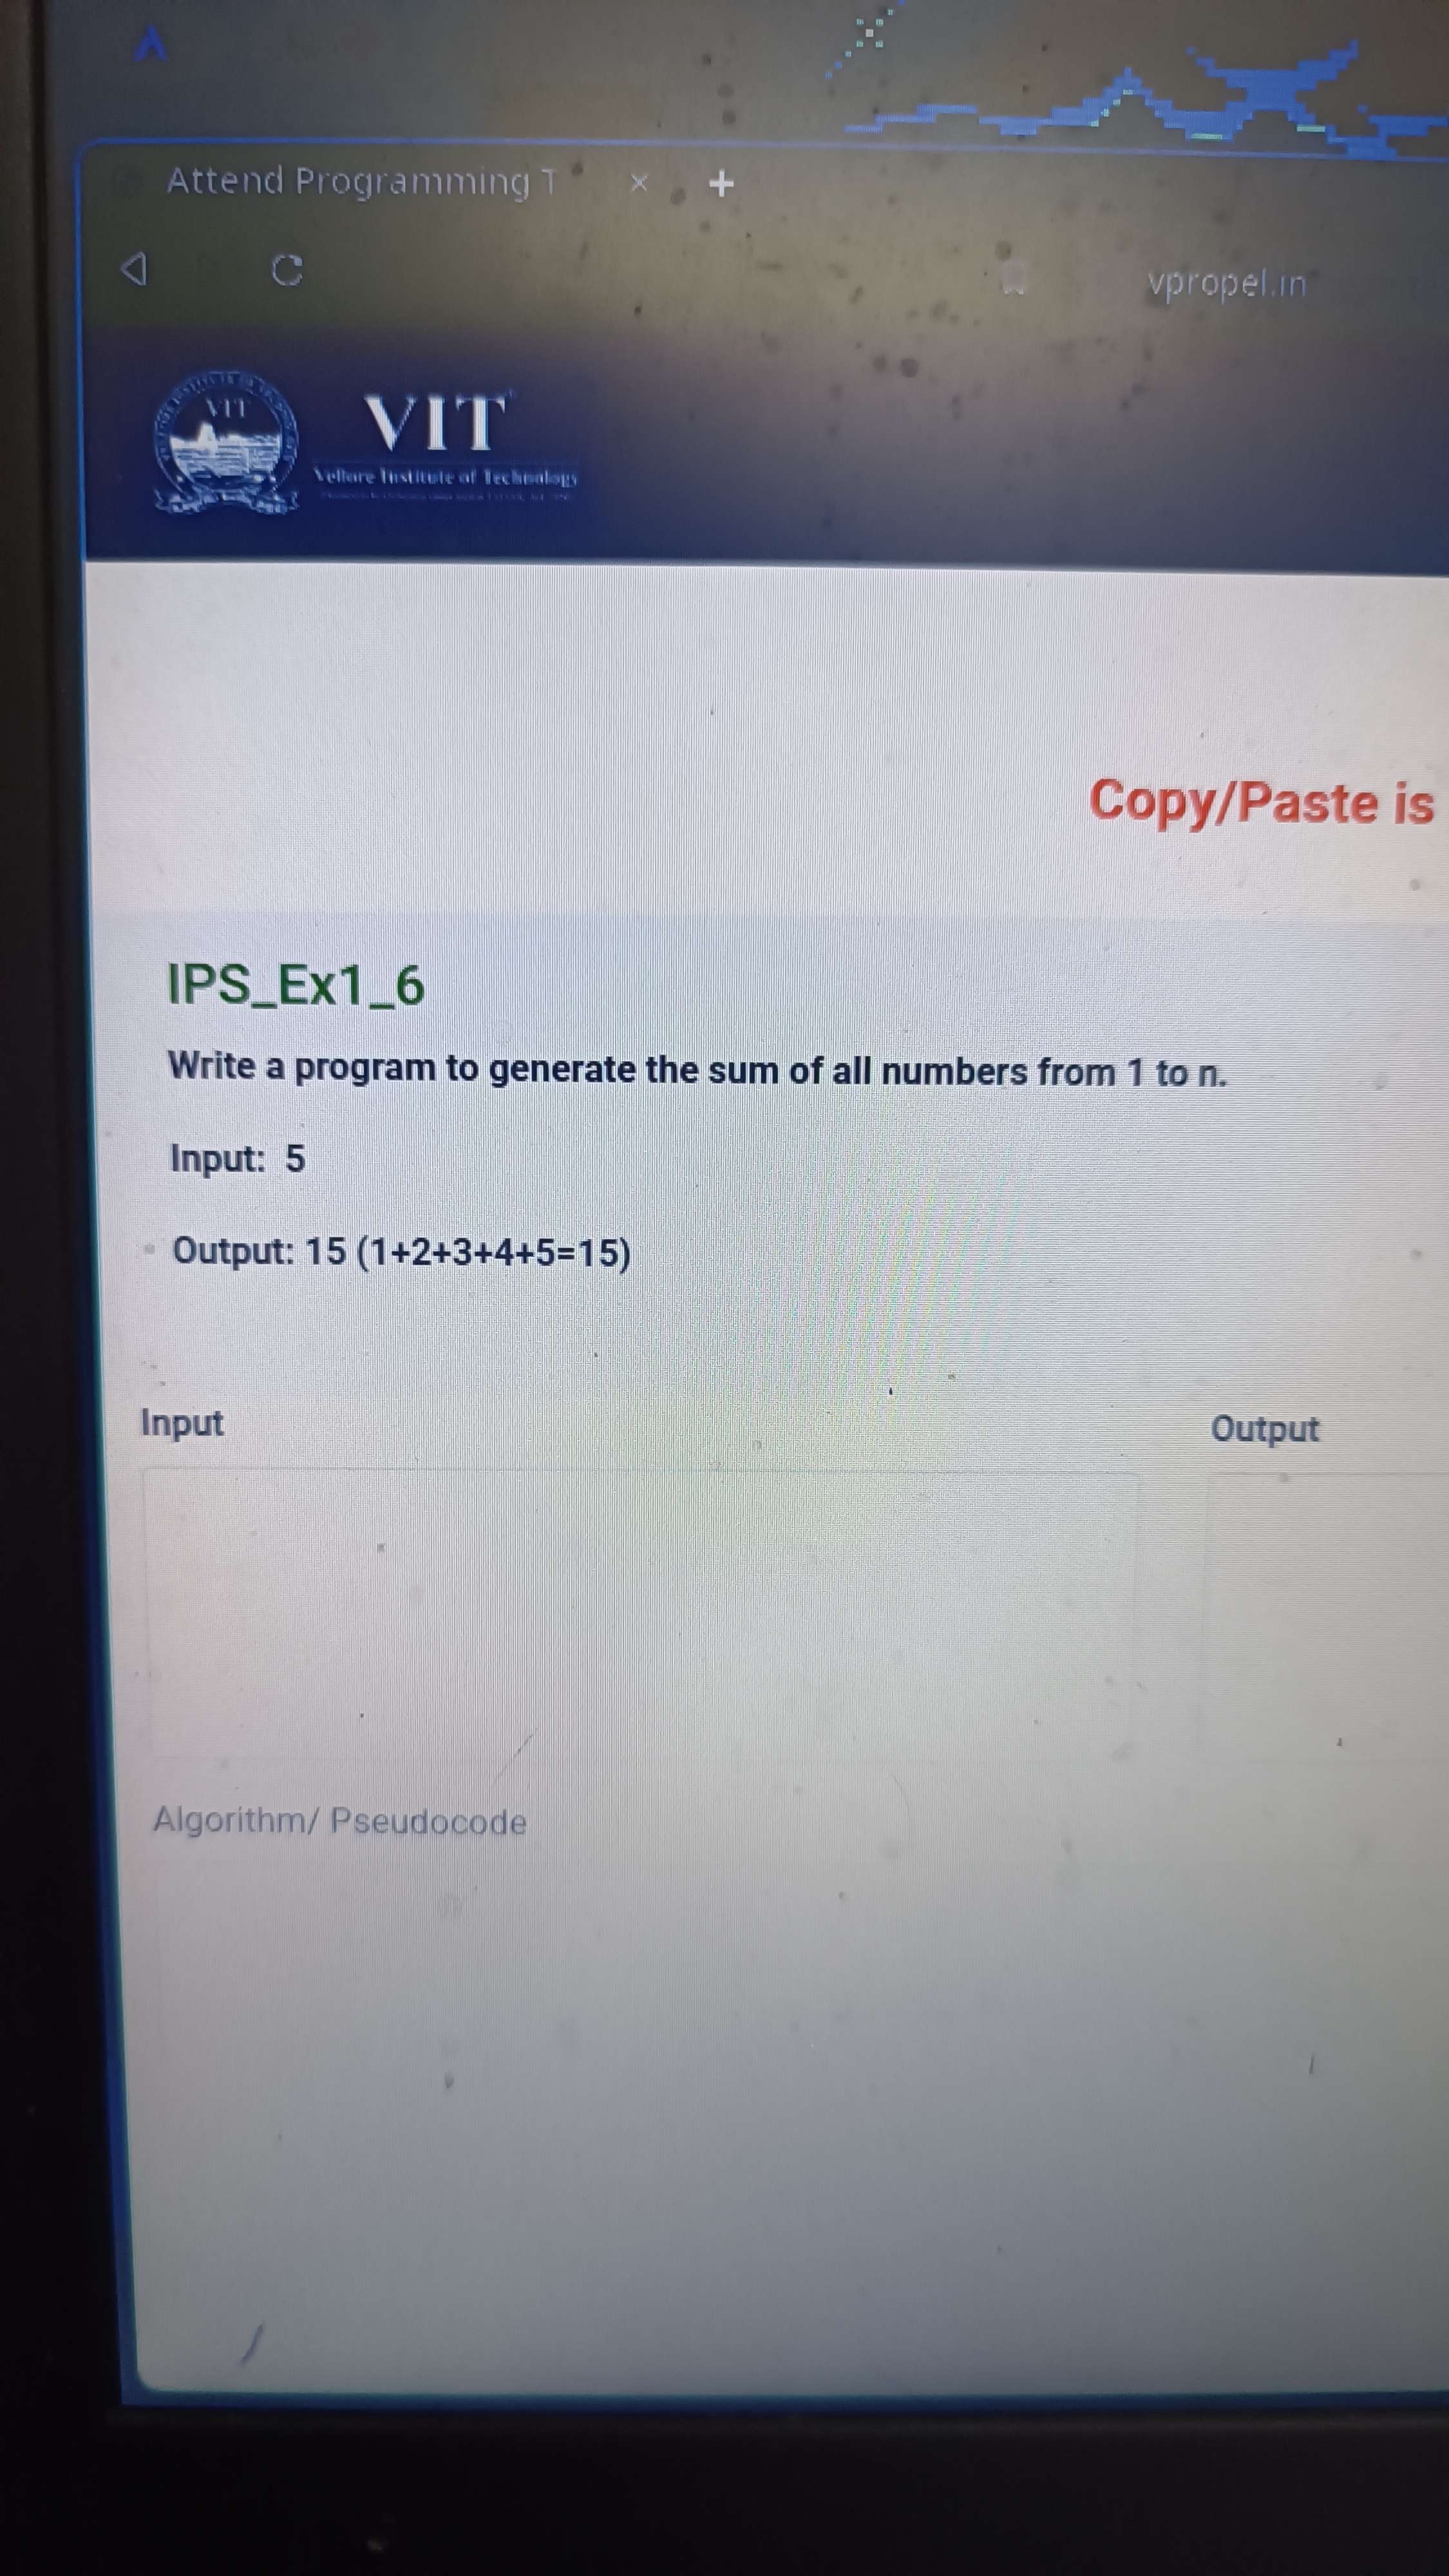 Attend Programming T
vpropel.in
VIT
VIT
Vellore Institute of Technology
Copy/Paste is
IPS_Ex1_6
Write a program to generate the sum of all numbers from 1 to n.
Input: 5
Output: 15 (1+2+3+4+5=15)
Input
Output
Algorithm/ Pseudocode